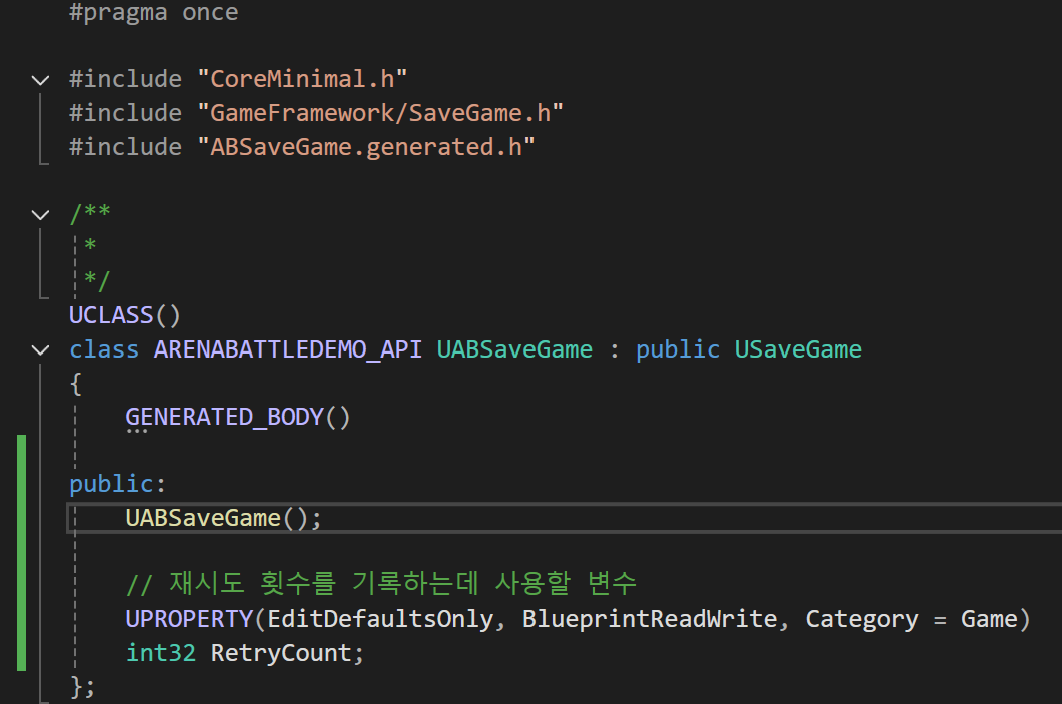 #pragma once
#include "CoreMinimal.h"
#include "GameFramework/SaveGame.h"
#include "ABSaveGame.generated.h"
/**
*
*/
UCLASS()
class ARENABATTLEDEMO_API UABSaveGame : public USaveGame
{
GENERATED_BODY()
public:
UABSaveGame();
// 재시도 횟수를 기록하는데 사용할 변수
UPROPERTY(EditDefaultsOnly, BlueprintReadWrite, Category = Game)
int32 RetryCount;
};